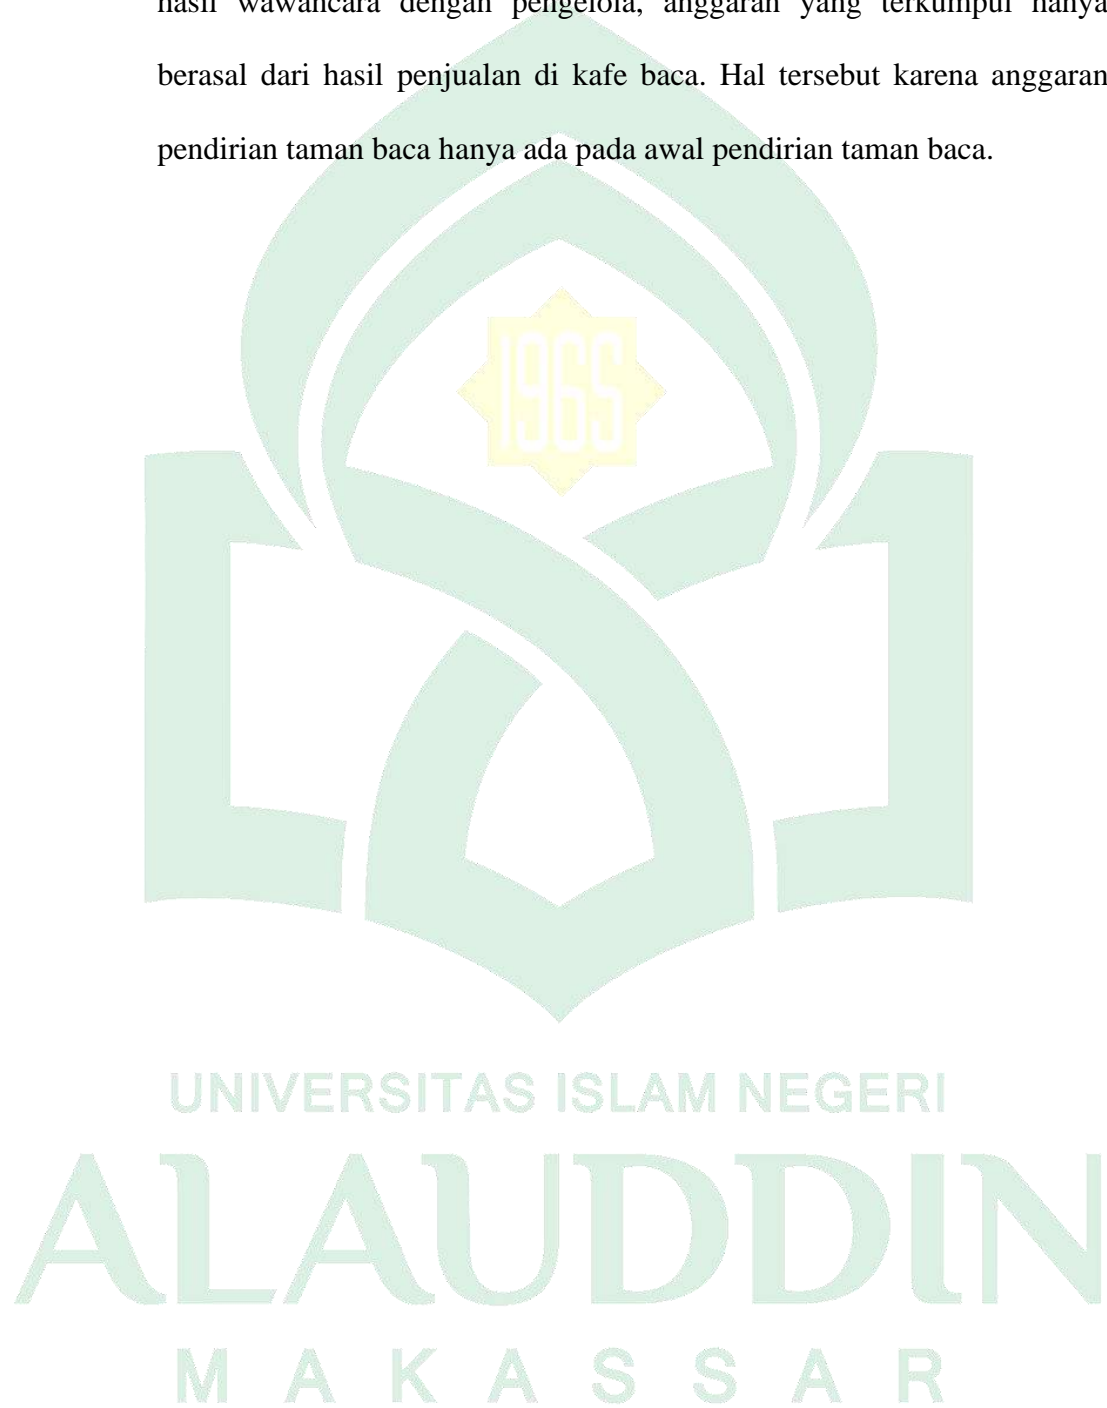 hasil wawancara dengan pengelola, anggaran yang terkumpul hanya
berasal dari hasil penjualan di kafe baca. Hal tersebut karena anggaran
pendirian taman baca hanya ada pada awal pendirian taman baca.
1965
UNIVERSITAS ISLAM NEGERI
ALAUDDIN
MAKASSAR